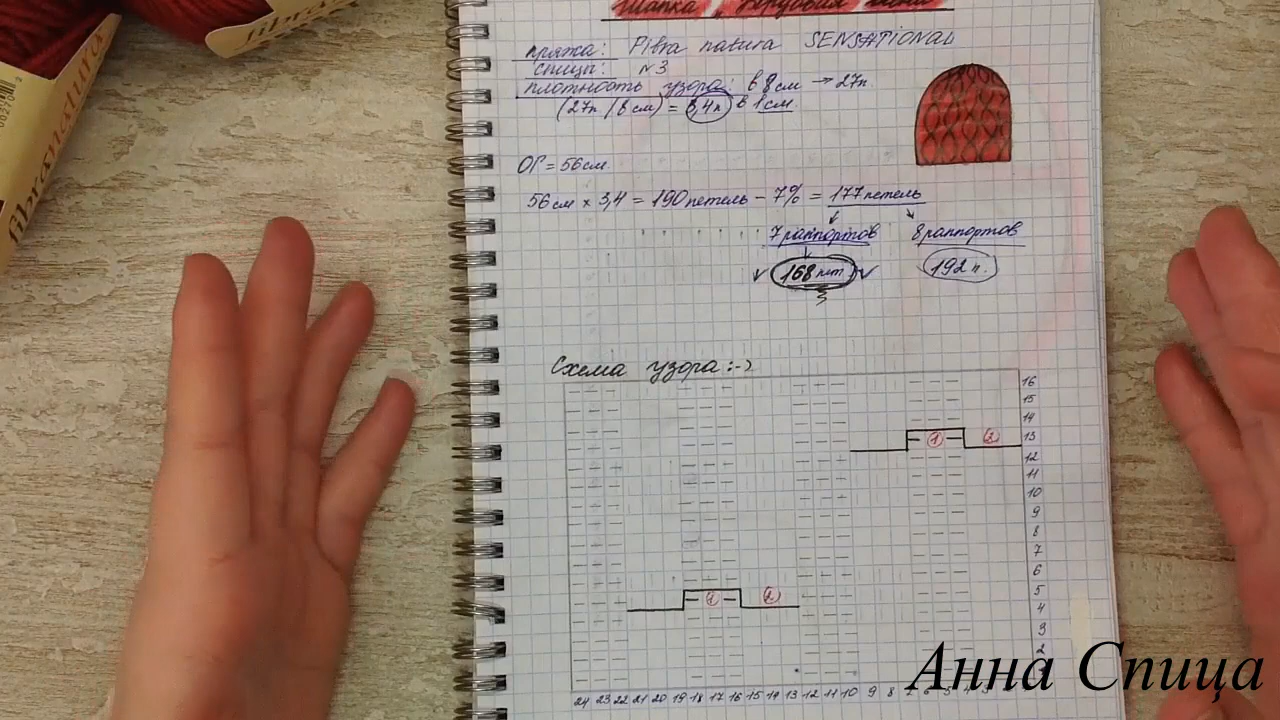 Шапка
пряжа: Fibra natura SENSATIONAL
спицы: №3
плотность узора: в 8 см → 27п.
(27п / 8 см) = 3,4п в 1 см.
ОГ = 56 см.
56 см × 3,4 = 190 петель - 7% = 177 петель
7 раппортов 8 раппортов
168 пет. 192 п.
Схема узора :-)
16
15
14
1 2 13
12
11
10
9
8
7
6
1 2 5
4
3
2
24 23 22 21 20 19 18 17 16 15 14 13 12 11 10 9 8
fibranatura
fibranatura
Анна Спица